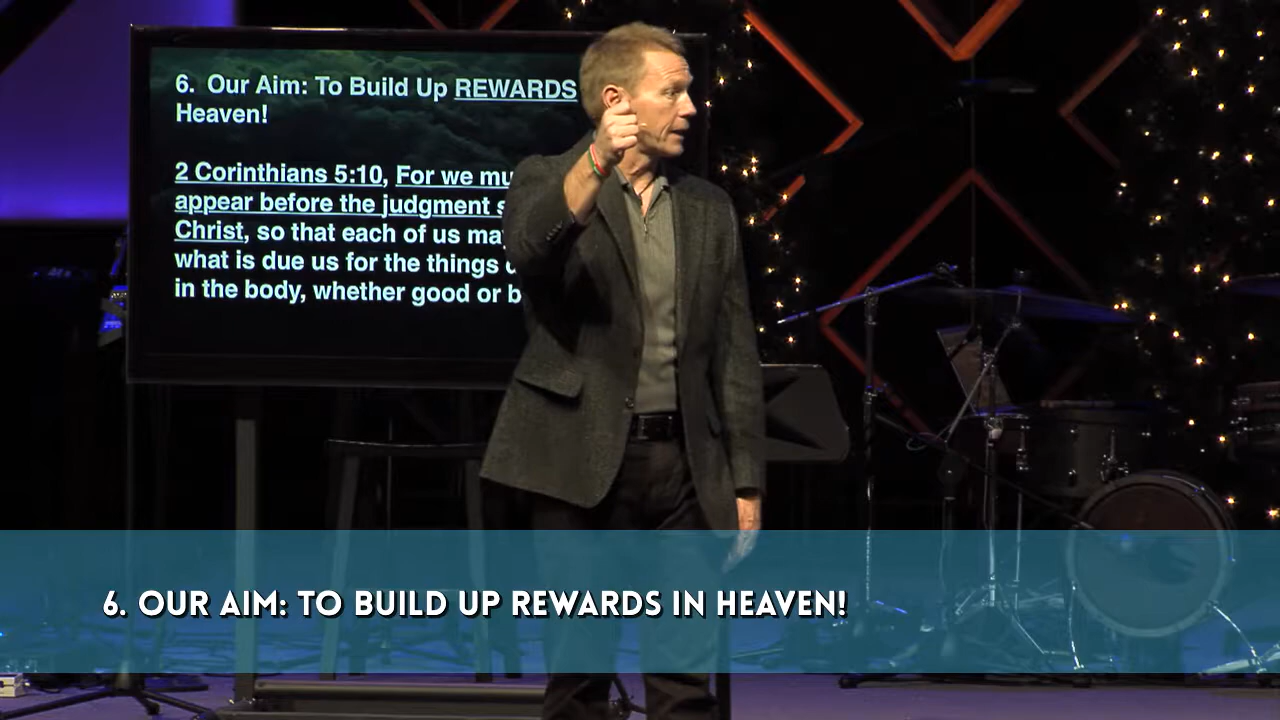 6. Our Aim: To Build Up REWARDS
Heaven!
2 Corinthians 5:10, For we mu
appear before the judgment s
Christ, so that each of us may
what is due us for the things
in the body, whether good or b
6. OUR AIM: TO BUILD UP REWARDS IN HEAVEN!